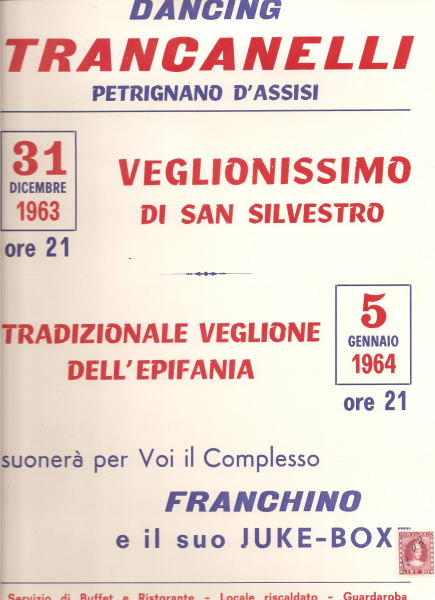 DANCING
TRANCANELLI
PETRIGNANO D'ASSISI
31
DICEMBRE
1963
ore 21
VEGLIONISSIMO
DI SAN SILVESTRO
TRADIZIONALE VEGLIONE
DELL'EPIFANIA
5
GENNAIO
1964
ore 21
suonerà per Voi il Complesso
FRANCHINO
e il suo JUKE-BOX
LIRE 20
Servizio di Buffet e Ristorante - Locale riscaldato - Guardaroba